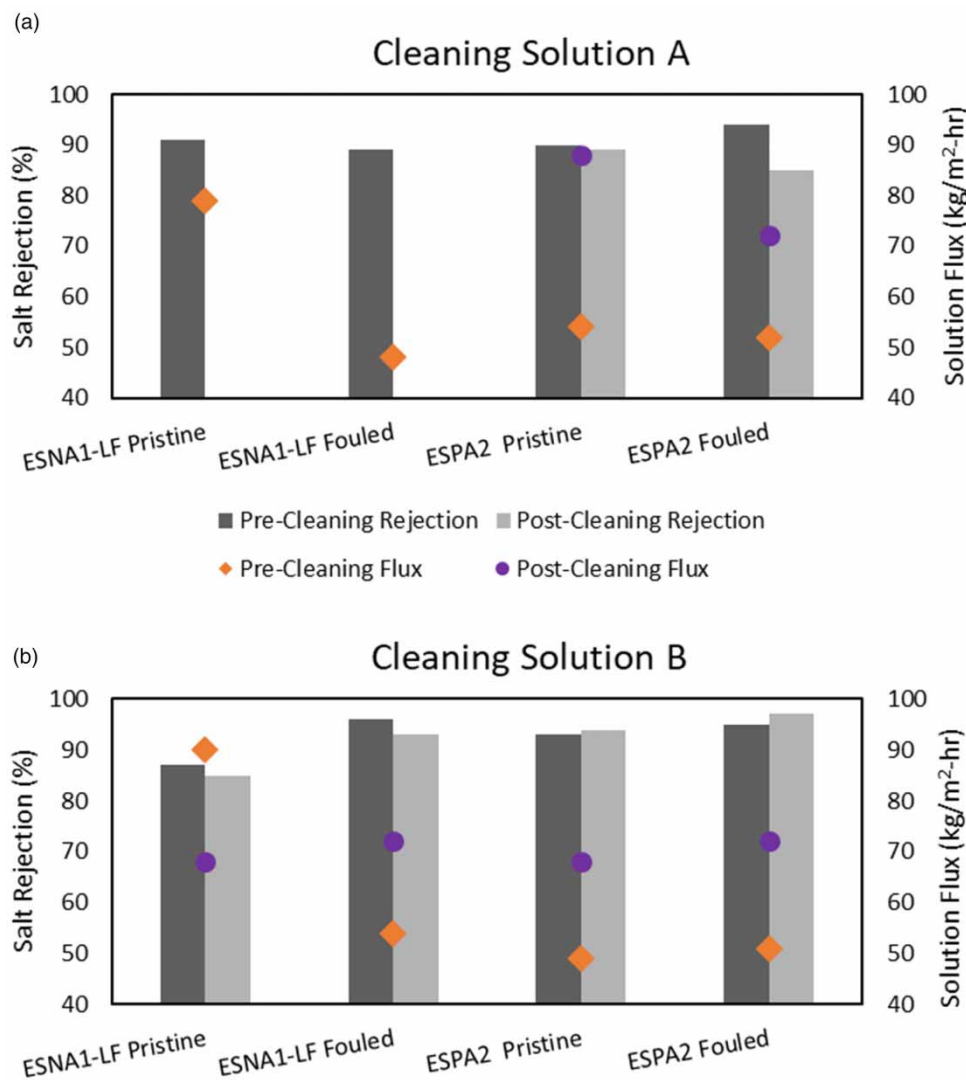 (a)
Cleaning Solution A
Salt Rejection (%)
100
90
80
70
60
50
40
100
90
80
70
60
50
40
Solution Flux (kg/m²-hr)
ESNA1-LF Pristine
ESNA1-LF Fouled
ESPA2 Pristine
ESPA2 Fouled
Pre-Cleaning Rejection
Post-Cleaning Rejection
Pre-Cleaning Flux
Post-Cleaning Flux
(b)
Cleaning Solution B
Salt Rejection (%)
100
90
80
70
60
50
40
100
90
80
70
60
50
40
Solution Flux (kg/m²-hr)
ESNA1-LF Pristine
ESNA1-LF Fouled
ESPA2 Pristine
ESPA2 Fouled